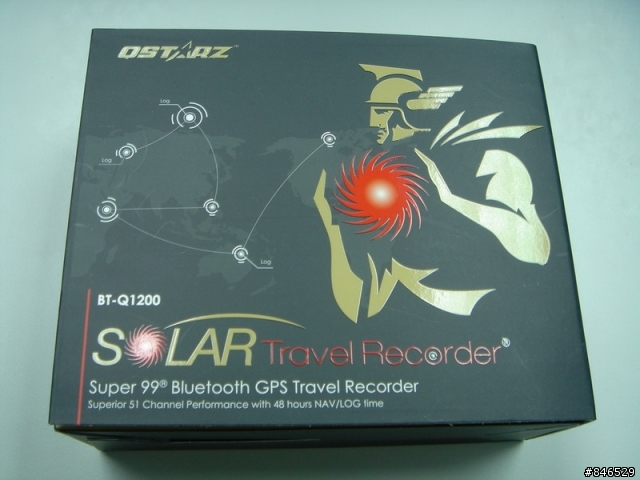 QSTARZ™
Log
Log
Log
BT-Q1200
SOLAR Travel Recorder®
Super 99® Bluetooth GPS Travel Recorder
Superior 51 Channel Performance with 48 hours NAV/LOG time
#846529